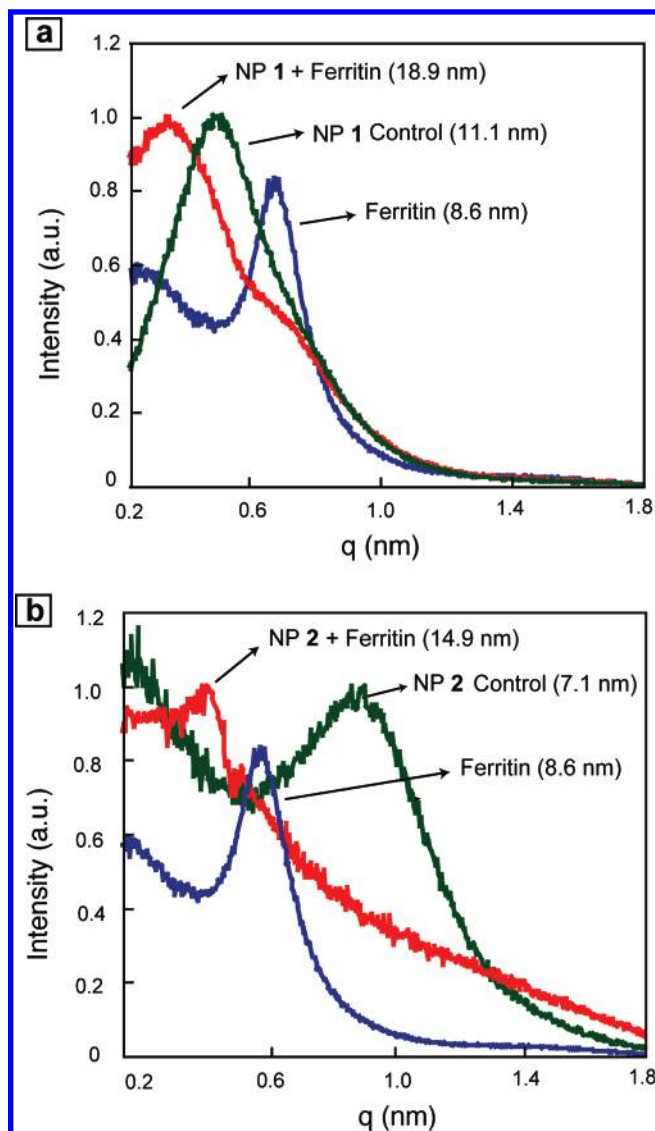 a
1.2
NP 1 + Ferritin (18.9 nm)
1.0
NP 1 Control (11.1 nm)
0.8
Ferritin (8.6 nm)
0.6
0.4
0.2
0
Intensity (a.u.)
0.2 0.6 1.0 1.4 1.8
q (nm)
b
1.2
NP 2 + Ferritin (14.9 nm)
1.0
NP 2 Control (7.1 nm)
0.8
Ferritin (8.6 nm)
0.6
0.4
0.2
0
Intensity (a.u.)
0.2 0.6 1.0 1.4 1.8
q (nm)